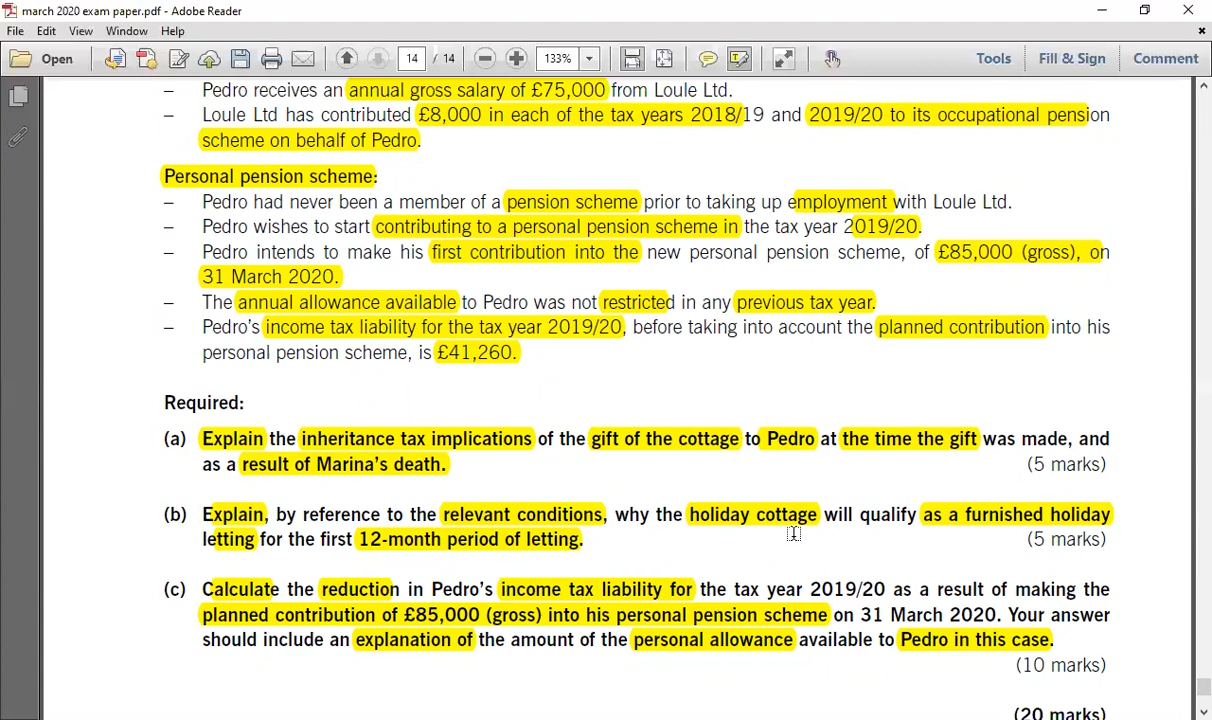 march 2020 exam paper.pdf - Adobe Reader
File Edit View Window Help
Open 14 / 14 133% Tools Fill & Sign Comment
– Pedro receives an annual gross salary of £75,000 from Loule Ltd.
– Loule Ltd has contributed £8,000 in each of the tax years 2018/19 and 2019/20 to its occupational pension
scheme on behalf of Pedro.
Personal pension scheme:
– Pedro had never been a member of a pension scheme prior to taking up employment with Loule Ltd.
– Pedro wishes to start contributing to a personal pension scheme in the tax year 2019/20.
– Pedro intends to make his first contribution into the new personal pension scheme, of £85,000 (gross), on
31 March 2020.
– The annual allowance available to Pedro was not restricted in any previous tax year.
– Pedro's income tax liability for the tax year 2019/20, before taking into account the planned contribution into his
personal pension scheme, is £41,260.
Required:
(a) Explain the inheritance tax implications of the gift of the cottage to Pedro at the time the gift was made, and
as a result of Marina's death. (5 marks)
(b) Explain, by reference to the relevant conditions, why the holiday cottage will qualify as a furnished holiday
letting for the first 12-month period of letting. (5 marks)
(c) Calculate the reduction in Pedro's income tax liability for the tax year 2019/20 as a result of making the
planned contribution of £85,000 (gross) into his personal pension scheme on 31 March 2020. Your answer
should include an explanation of the amount of the personal allowance available to Pedro in this case.
(10 marks)
(20 marks)